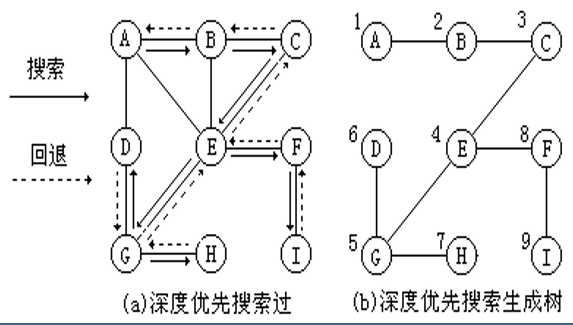 A B C 1 A 2 B 3 C
搜索
回退 D E F 6 D 4 E 8 F
G H I 5 G 7 H 9 I
(a)深度优先搜索过 (b)深度优先搜索生成树